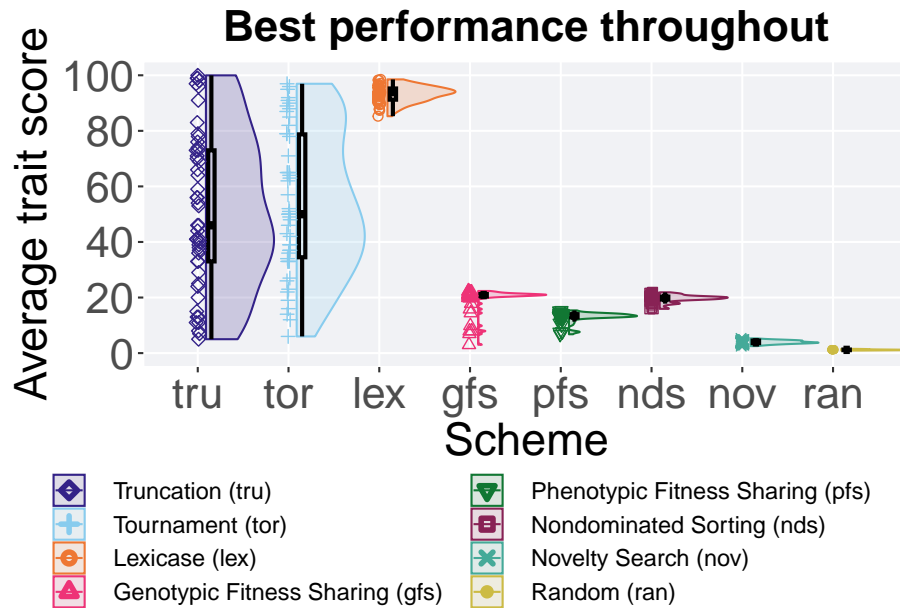 Best performance throughout
Average trait score
100
80
60
40
20
0
tru tor lex gfs pfs nds nov ran
Scheme
Truncation (tru)
Tournament (tor)
Lexicase (lex)
Genotypic Fitness Sharing (gfs)
Phenotypic Fitness Sharing (pfs)
Nondominated Sorting (nds)
Novelty Search (nov)
Random (ran)